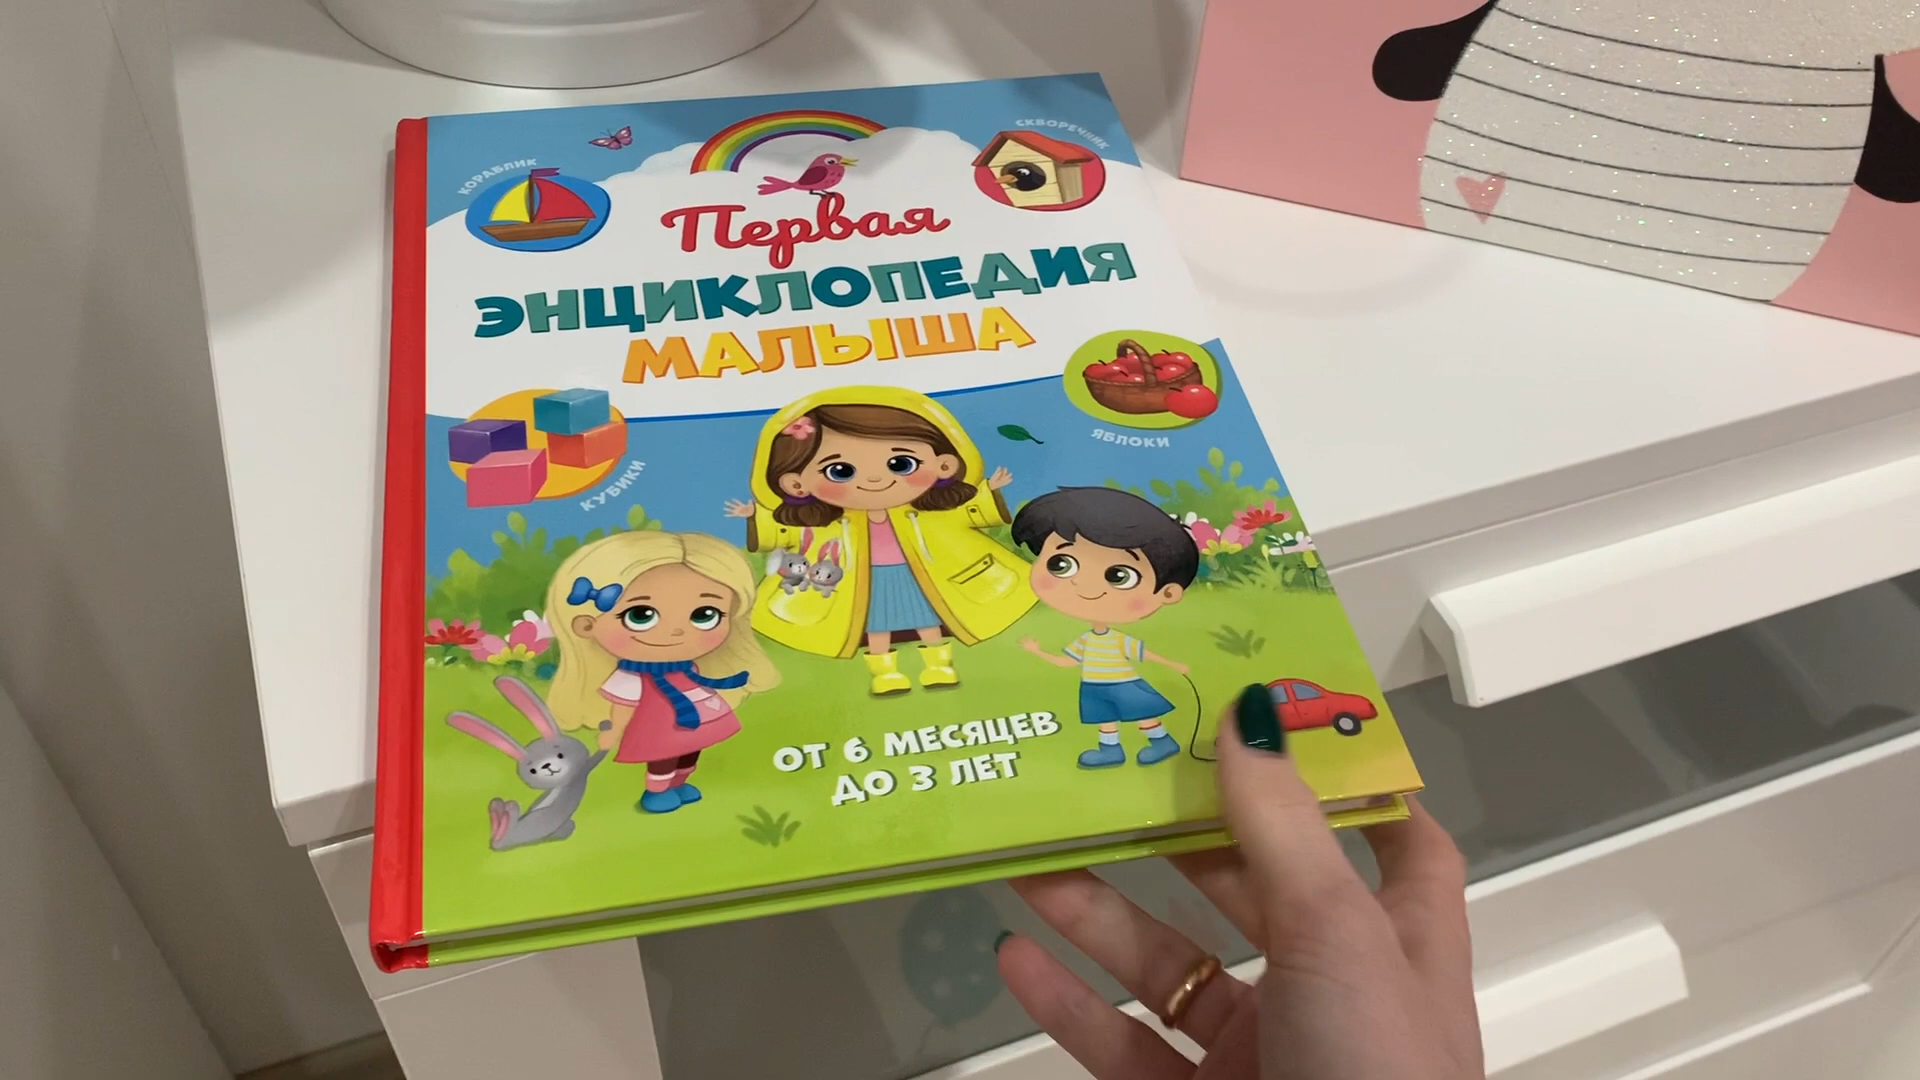 КОРАБЛИК
СКВОРЕЧНИК
Первая
ЭНЦИКЛОПЕДИЯ
МАЛЫША
КУБИКИ
ЯБЛОКИ
ОТ 6 МЕСЯЦЕВ
ДО 3 ЛЕТ